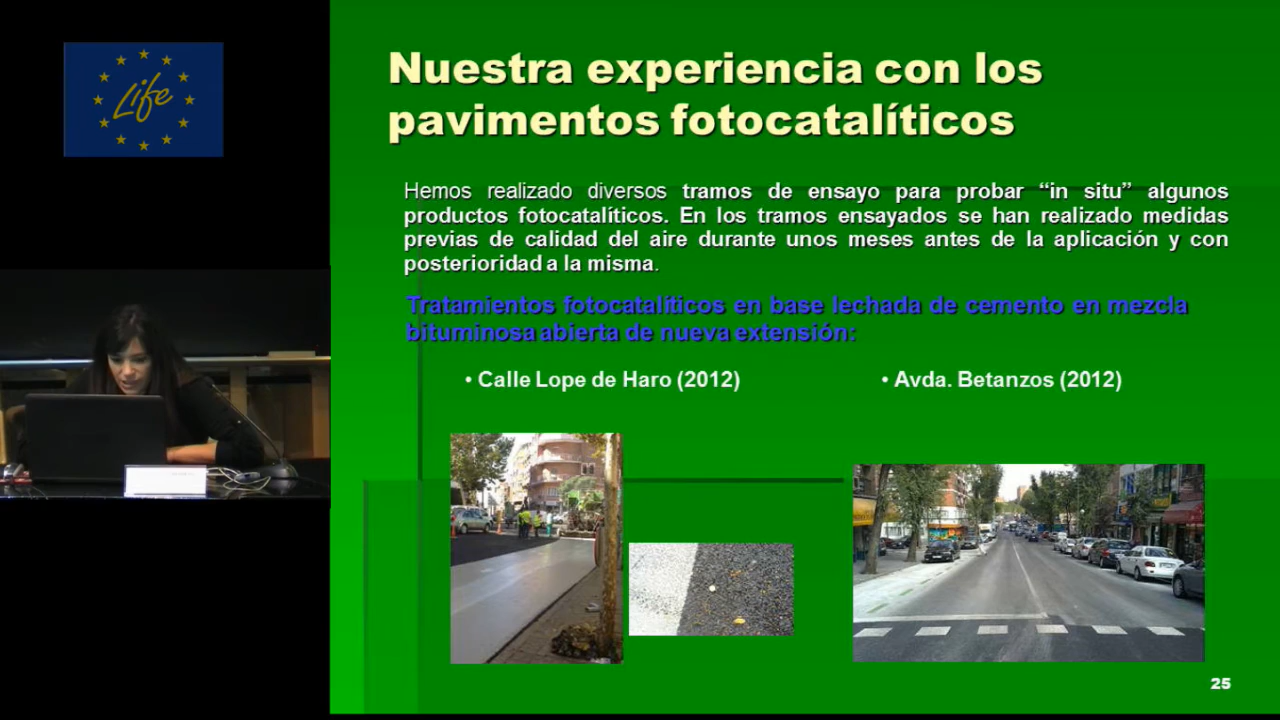 Life
Nuestra experiencia con los
pavimentos fotocatalíticos
Hemos realizado diversos tramos de ensayo para probar “in situ” algunos
productos fotocatalíticos. En los tramos ensayados se han realizado medidas
previas de calidad del aire durante unos meses antes de la aplicación y con
posterioridad a la misma.
Tratamientos fotocatalíticos en base lechada de cemento en mezcla
bituminosa abierta de nueva extensión:
• Calle Lope de Haro (2012)
• Avda. Betanzos (2012)
25